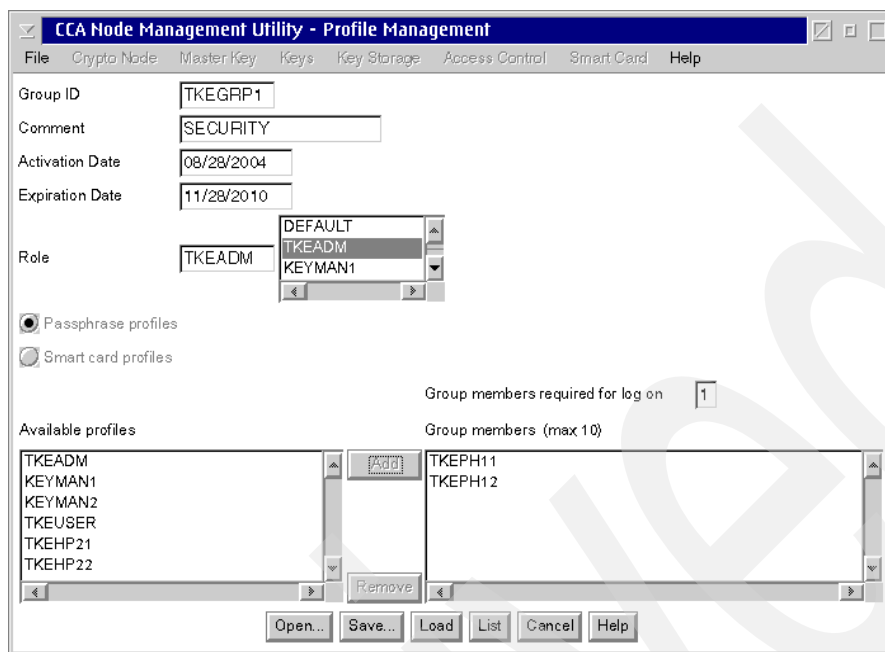 CCA Node Management Utility - Profile Management
File Crypto Node Master Key Keys Key Storage Access Control Smart Card Help
Group ID TKEGRP1
Comment SECURITY
Activation Date 08/28/2004
Expiration Date 11/28/2010
DEFAULT
Role TKEADM TKEADM
KEYMAN1
Passphrase profiles
Smart card profiles
Group members required for log on 1
Available profiles Group members (max 10)
TKEADM Add TKEPH11
KEYMAN1 TKEPH12
KEYMAN2
TKEUSER
TKEHP21
TKEHP22
Remove
Open... Save... Load List Cancel Help